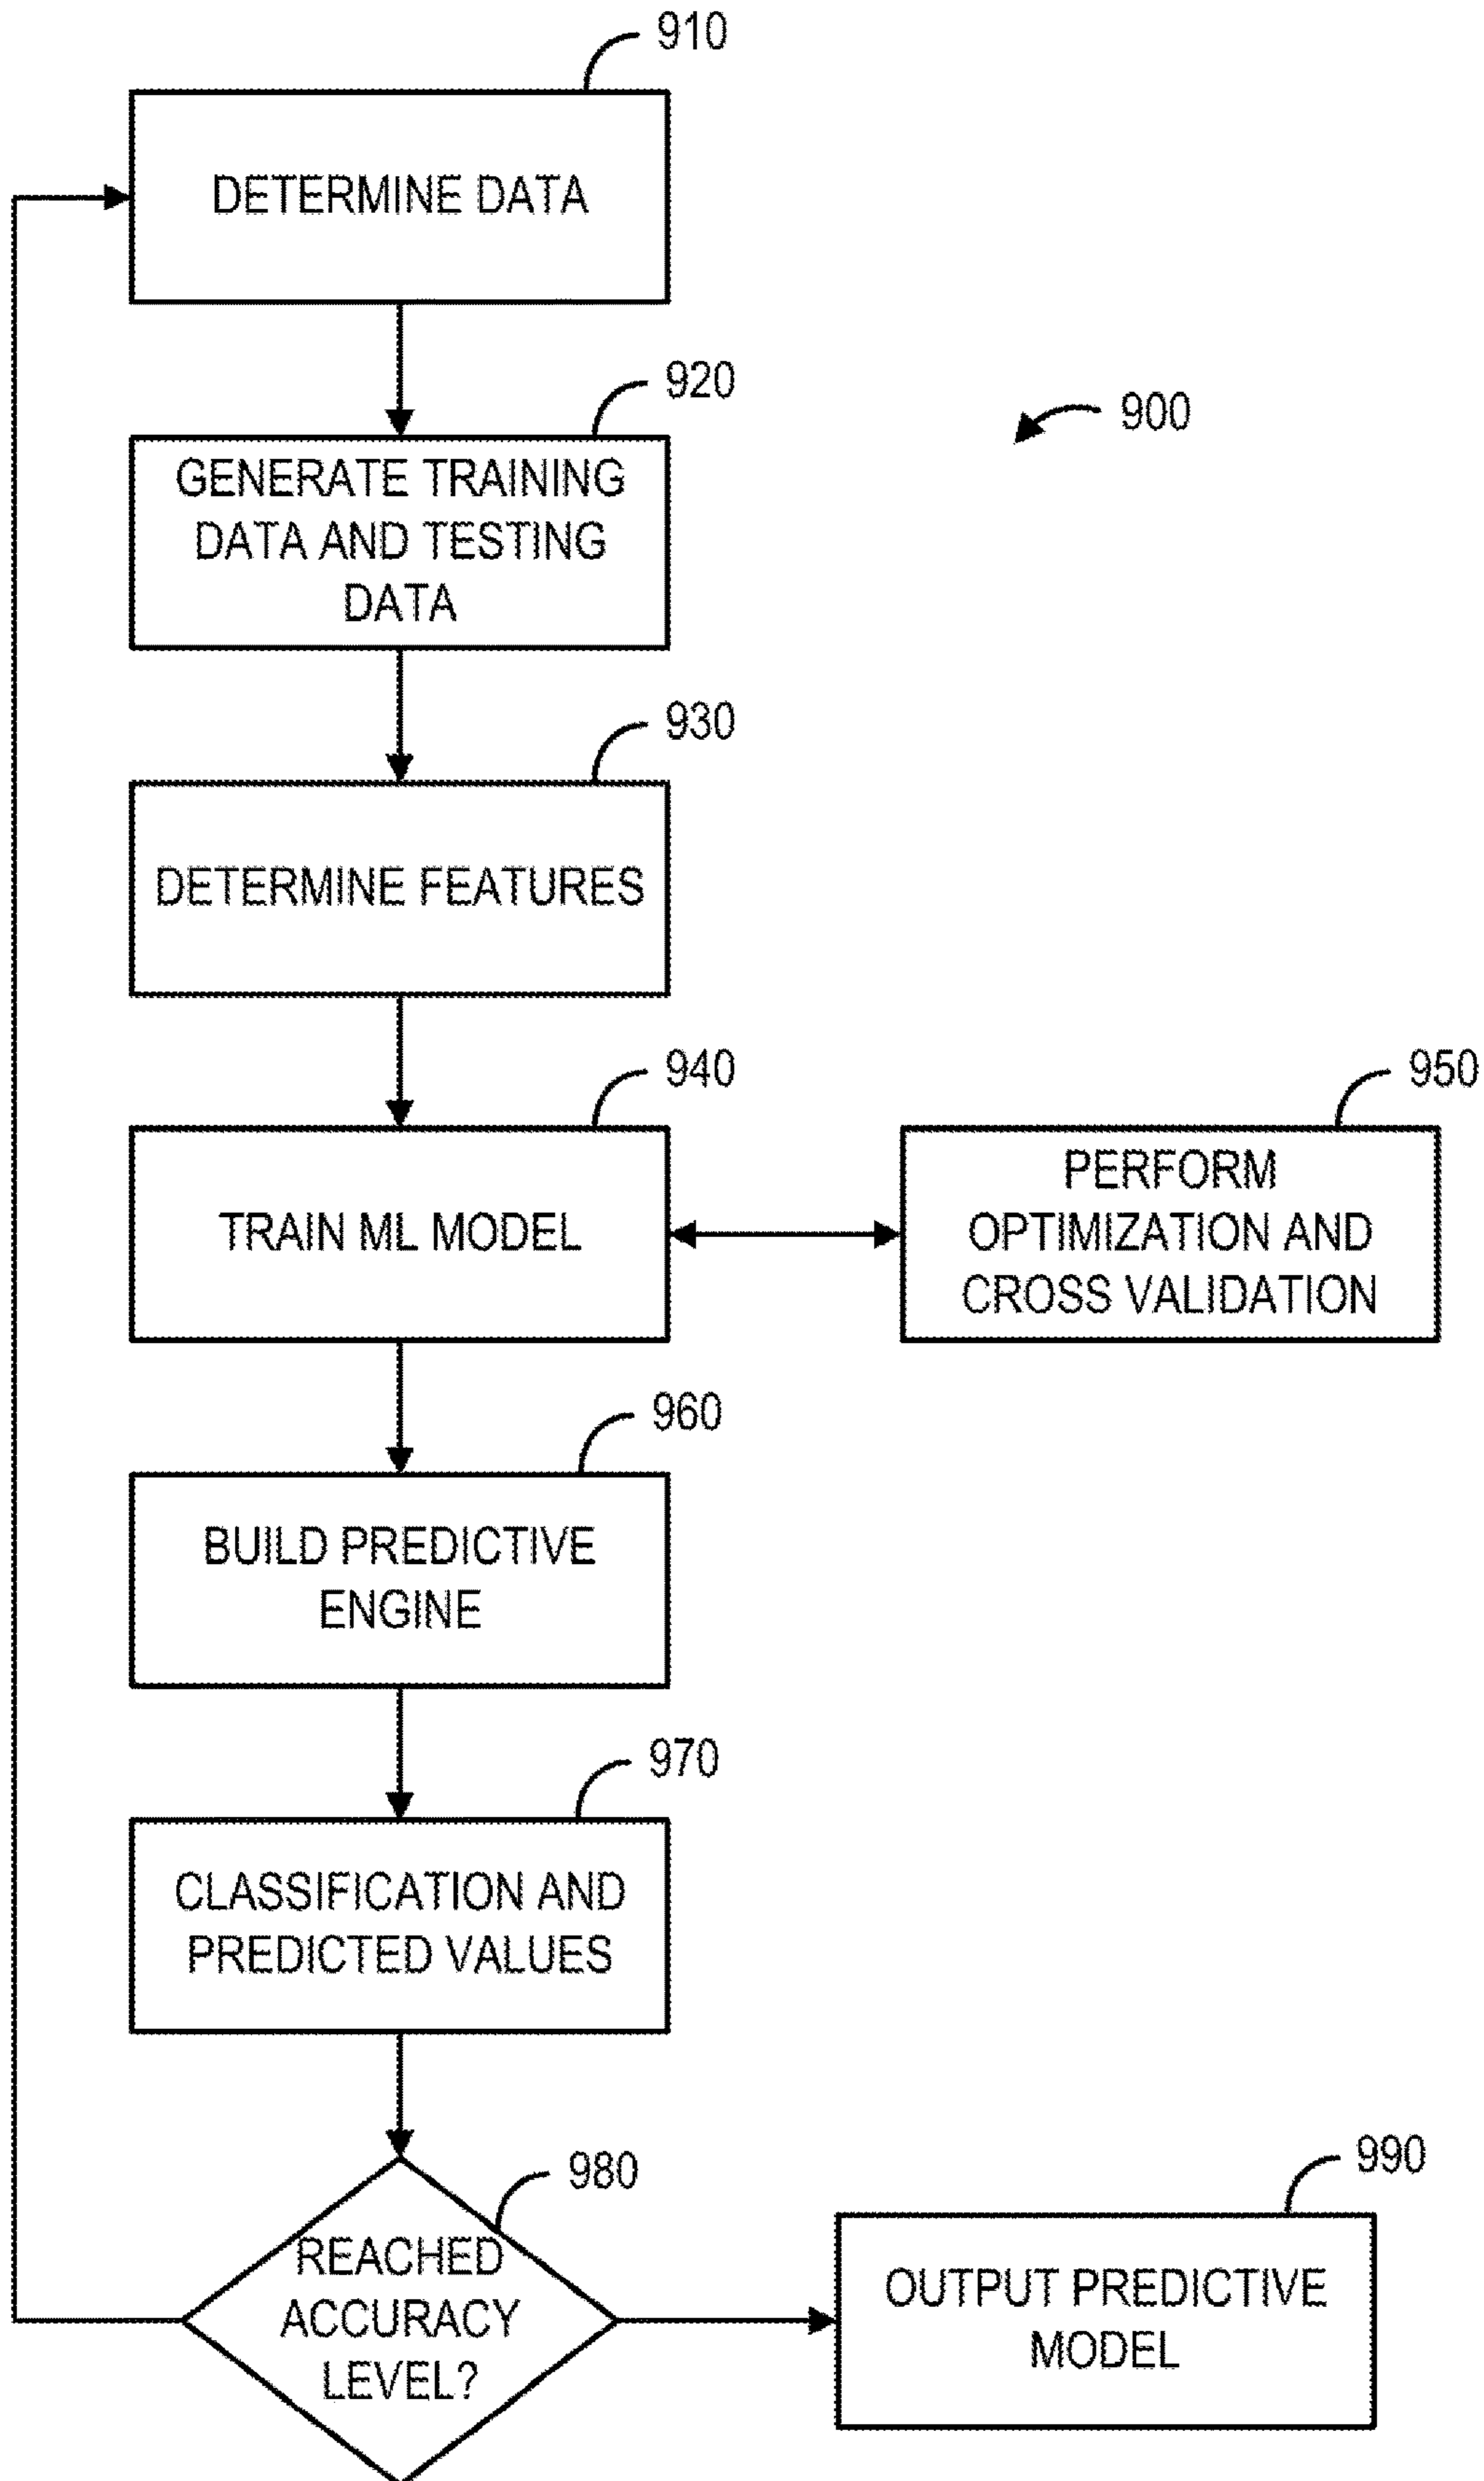 910
DETERMINE DATA
920
900
GENERATE TRAINING
DATA AND TESTING
DATA
930
DETERMINE FEATURES
940
950
TRAIN ML MODEL
PERFORM
OPTIMIZATION AND
CROSS VALIDATION
960
BUILD PREDICTIVE
ENGINE
970
CLASSIFICATION AND
PREDICTED VALUES
980
990
REACHED
ACCURACY
LEVEL?
OUTPUT PREDICTIVE
MODEL